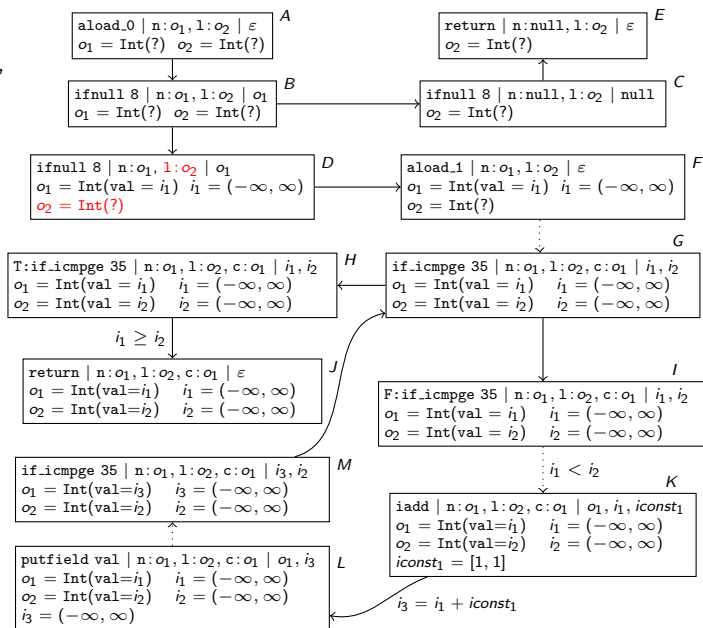 ,
A
aload_0 | n:o₁, l:o₂ | ε
o₁ = Int(?) o₂ = Int(?)
E
return | n:null, l:o₂ | ε
o₂ = Int(?)
B
ifnull 8 | n:o₁, l:o₂ | o₁
o₁ = Int(?) o₂ = Int(?)
C
ifnull 8 | n:null, l:o₂ | null
o₂ = Int(?)
D
ifnull 8 | n:o₁, l:o₂ | o₁
o₁ = Int(val = i₁) i₁ = (−∞, ∞)
o₂ = Int(?)
F
aload_1 | n:o₁, l:o₂ | ε
o₁ = Int(val = i₁) i₁ = (−∞, ∞)
o₂ = Int(?)
G
if_icmpge 35 | n:o₁, l:o₂, c:o₁ | i₁, i₂
o₁ = Int(val = i₁) i₁ = (−∞, ∞)
o₂ = Int(val = i₂) i₂ = (−∞, ∞)
H
T:if_icmpge 35 | n:o₁, l:o₂, c:o₁ | i₁, i₂
o₁ = Int(val = i₁) i₁ = (−∞, ∞)
o₂ = Int(val = i₂) i₂ = (−∞, ∞)
i₁ ≥ i₂
J
return | n:o₁, l:o₂, c:o₁ | ε
o₁ = Int(val=i₁) i₁ = (−∞, ∞)
o₂ = Int(val=i₂) i₂ = (−∞, ∞)
I
F:if_icmpge 35 | n:o₁, l:o₂, c:o₁ | i₁, i₂
o₁ = Int(val = i₁) i₁ = (−∞, ∞)
o₂ = Int(val = i₂) i₂ = (−∞, ∞)
i₁ < i₂
M
if_icmpge 35 | n:o₁, l:o₂, c:o₁ | i₃, i₂
o₁ = Int(val=i₃) i₃ = (−∞, ∞)
o₂ = Int(val=i₂) i₂ = (−∞, ∞)
K
iadd | n:o₁, l:o₂, c:o₁ | o₁, i₁, iconst₁
o₁ = Int(val=i₁) i₁ = (−∞, ∞)
o₂ = Int(val=i₂) i₂ = (−∞, ∞)
iconst₁ = [1, 1]
L
putfield val | n:o₁, l:o₂, c:o₁ | o₁, i₃
o₁ = Int(val=i₁) i₁ = (−∞, ∞)
o₂ = Int(val=i₂) i₂ = (−∞, ∞)
i₃ = (−∞, ∞)
i₃ = i₁ + iconst₁